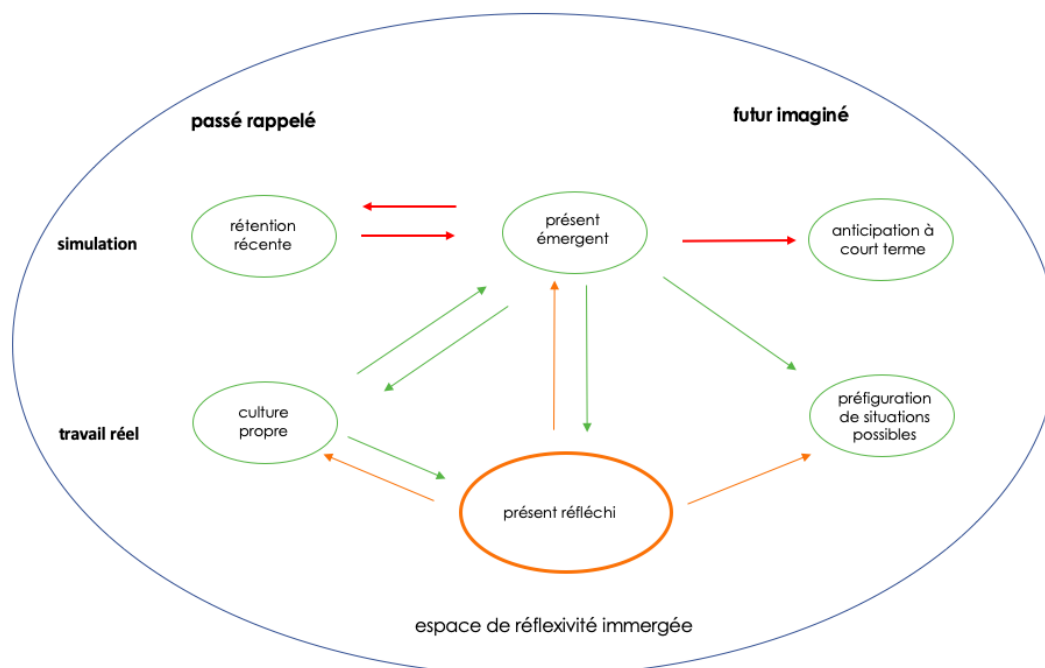 passé rappelé
futur imaginé
simulation
rétention
récente
présent
émergent
anticipation à
court terme
travail réel
culture
propre
préfiguration
de situations
possibles
présent réfléchi
espace de réflexivité immergée